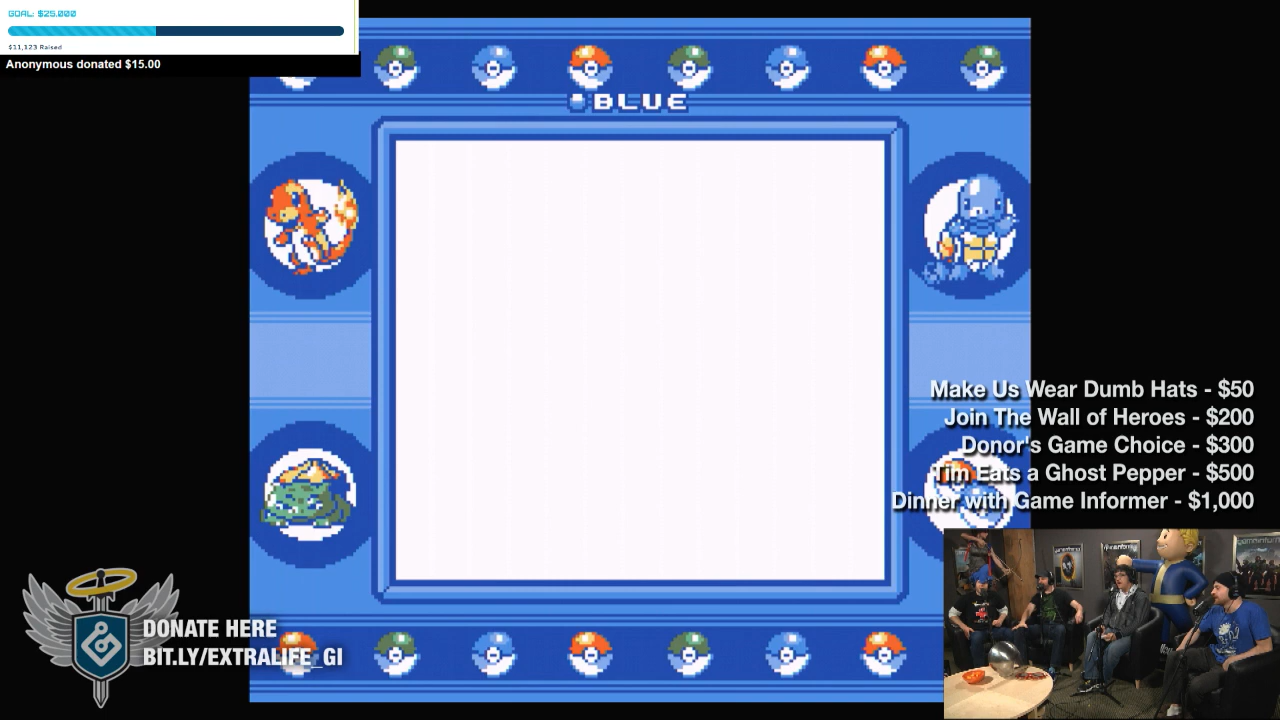 GOAL: $25,000
$11,123 Raised
Anonymous donated $15.00
BLUE
Make Us Wear Dumb Hats - $50
Join The Wall of Heroes - $200
Donor's Game Choice - $300
Tim Eats a Ghost Pepper - $500
Dinner with Game Informer - $1,000
DONATE HERE
BIT.LY/EXTRALIFE_GI